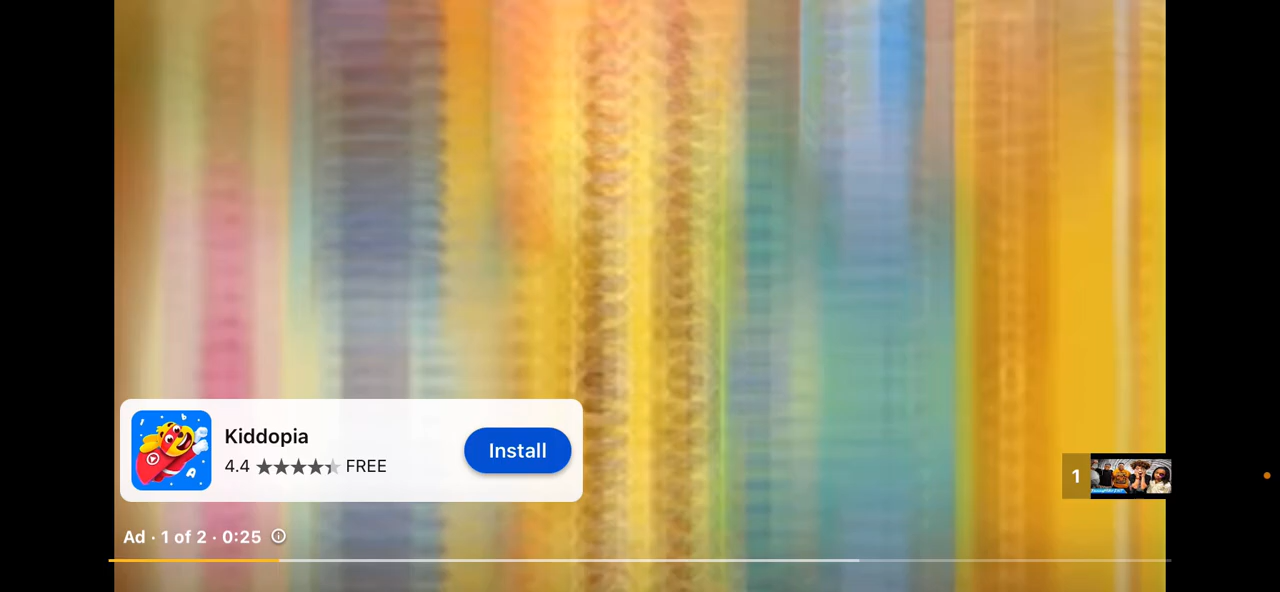 Kiddopia
4.4 ★★★★★ FREE
Install
1
Ad · 1 of 2 · 0:25